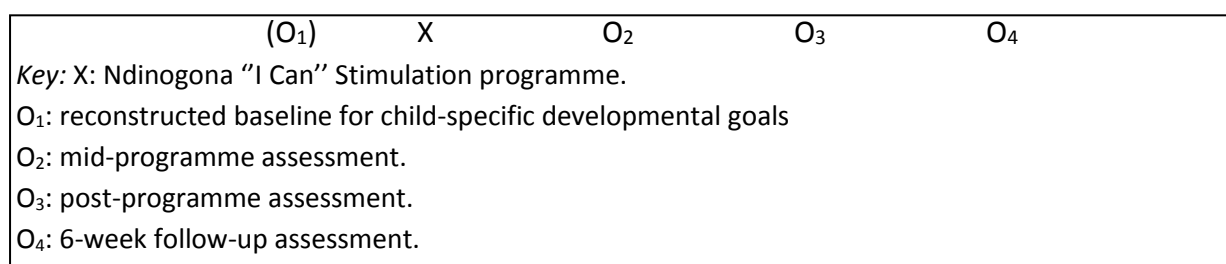 (O₁) X O₂ O₃ O₄
Key: X: Ndinogona “I Can” Stimulation programme.
O₁: reconstructed baseline for child-specific developmental goals
O₂: mid-programme assessment.
O₃: post-programme assessment.
O₄: 6-week follow-up assessment.